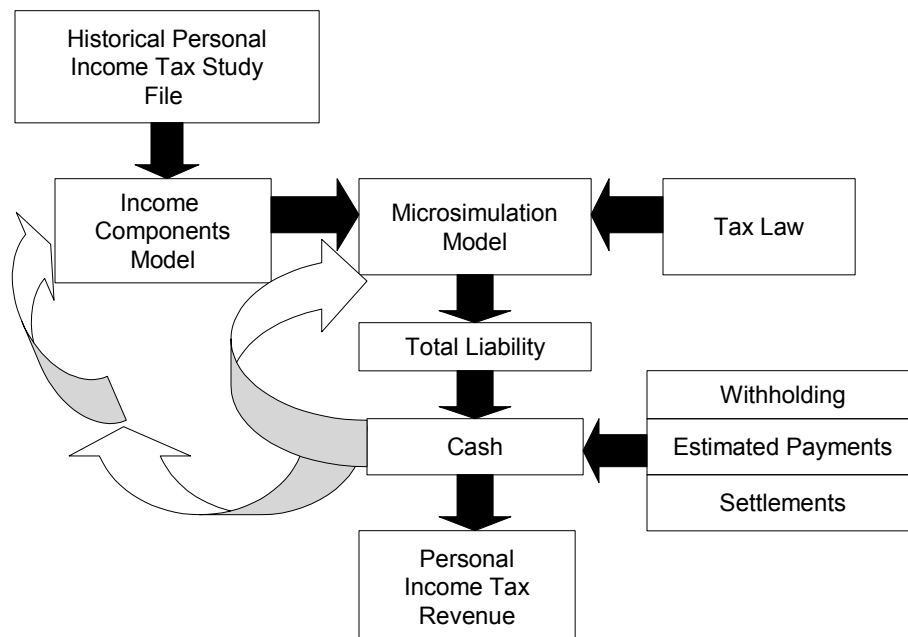 Historical Personal
Income Tax Study
File
Income
Components
Model
Microsimulation
Model
Tax Law
Total Liability
Withholding
Cash
Estimated Payments
Settlements
Personal
Income Tax
Revenue